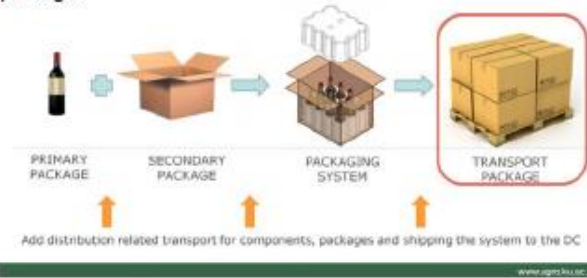 PRIMARY
PACKAGE
SECONDARY
PACKAGE
PACKAGING
SYSTEM
TRANSPORT
PACKAGE
Add distribution related transport for components, packages and shipping the system to the DC